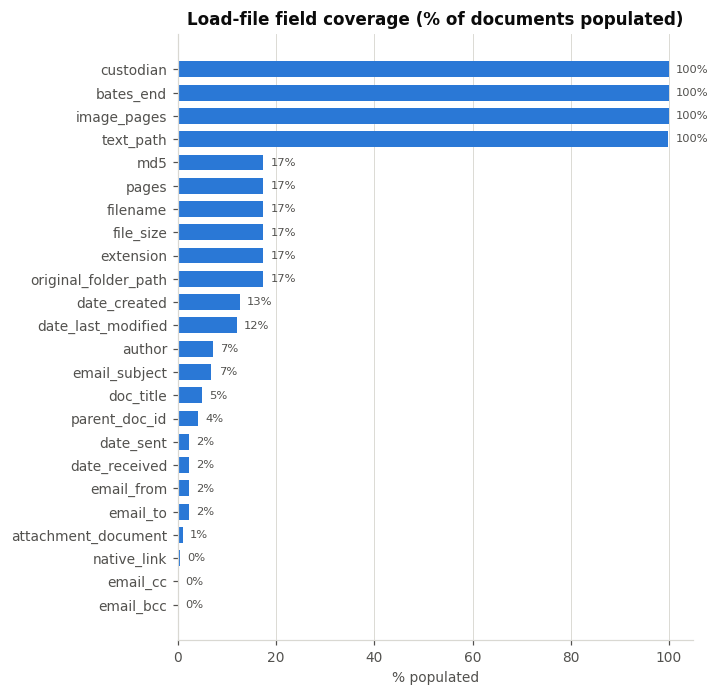 Load-file field coverage (% of documents populated)
custodian 100%
bates_end 100%
image_pages 100%
text_path 100%
md5 17%
pages 17%
filename 17%
file_size 17%
extension 17%
original_folder_path 17%
date_created 13%
date_last_modified 12%
author 7%
email_subject 7%
doc_title 5%
parent_doc_id 4%
date_sent 2%
date_received 2%
email_from 2%
email_to 2%
attachment_document 1%
native_link 0%
email_cc 0%
email_bcc 0%
0 20 40 60 80 100
% populated